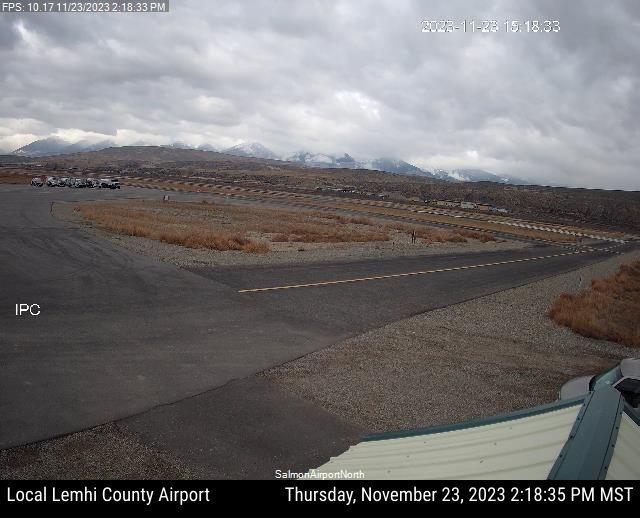 FPS: 10.17 11/23/2023 2:18:33 PM
2023-11-23 15:18:33
IPC
SalmonAirportNorth
Local Lemhi County Airport Thursday, November 23, 2023 2:18:35 PM MST